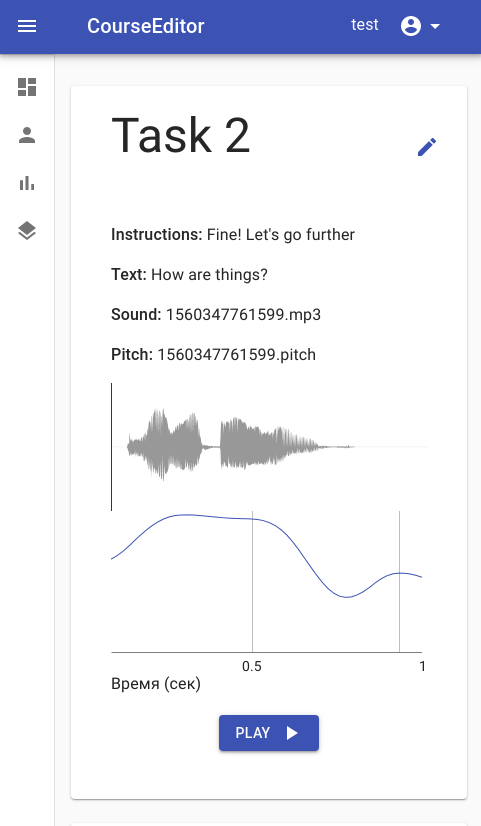 CourseEditor
test
Task 2
Instructions: Fine! Let's go further
Text: How are things?
Sound: 1560347761599.mp3
Pitch: 1560347761599.pitch
0.5 1
Время (сек)
PLAY